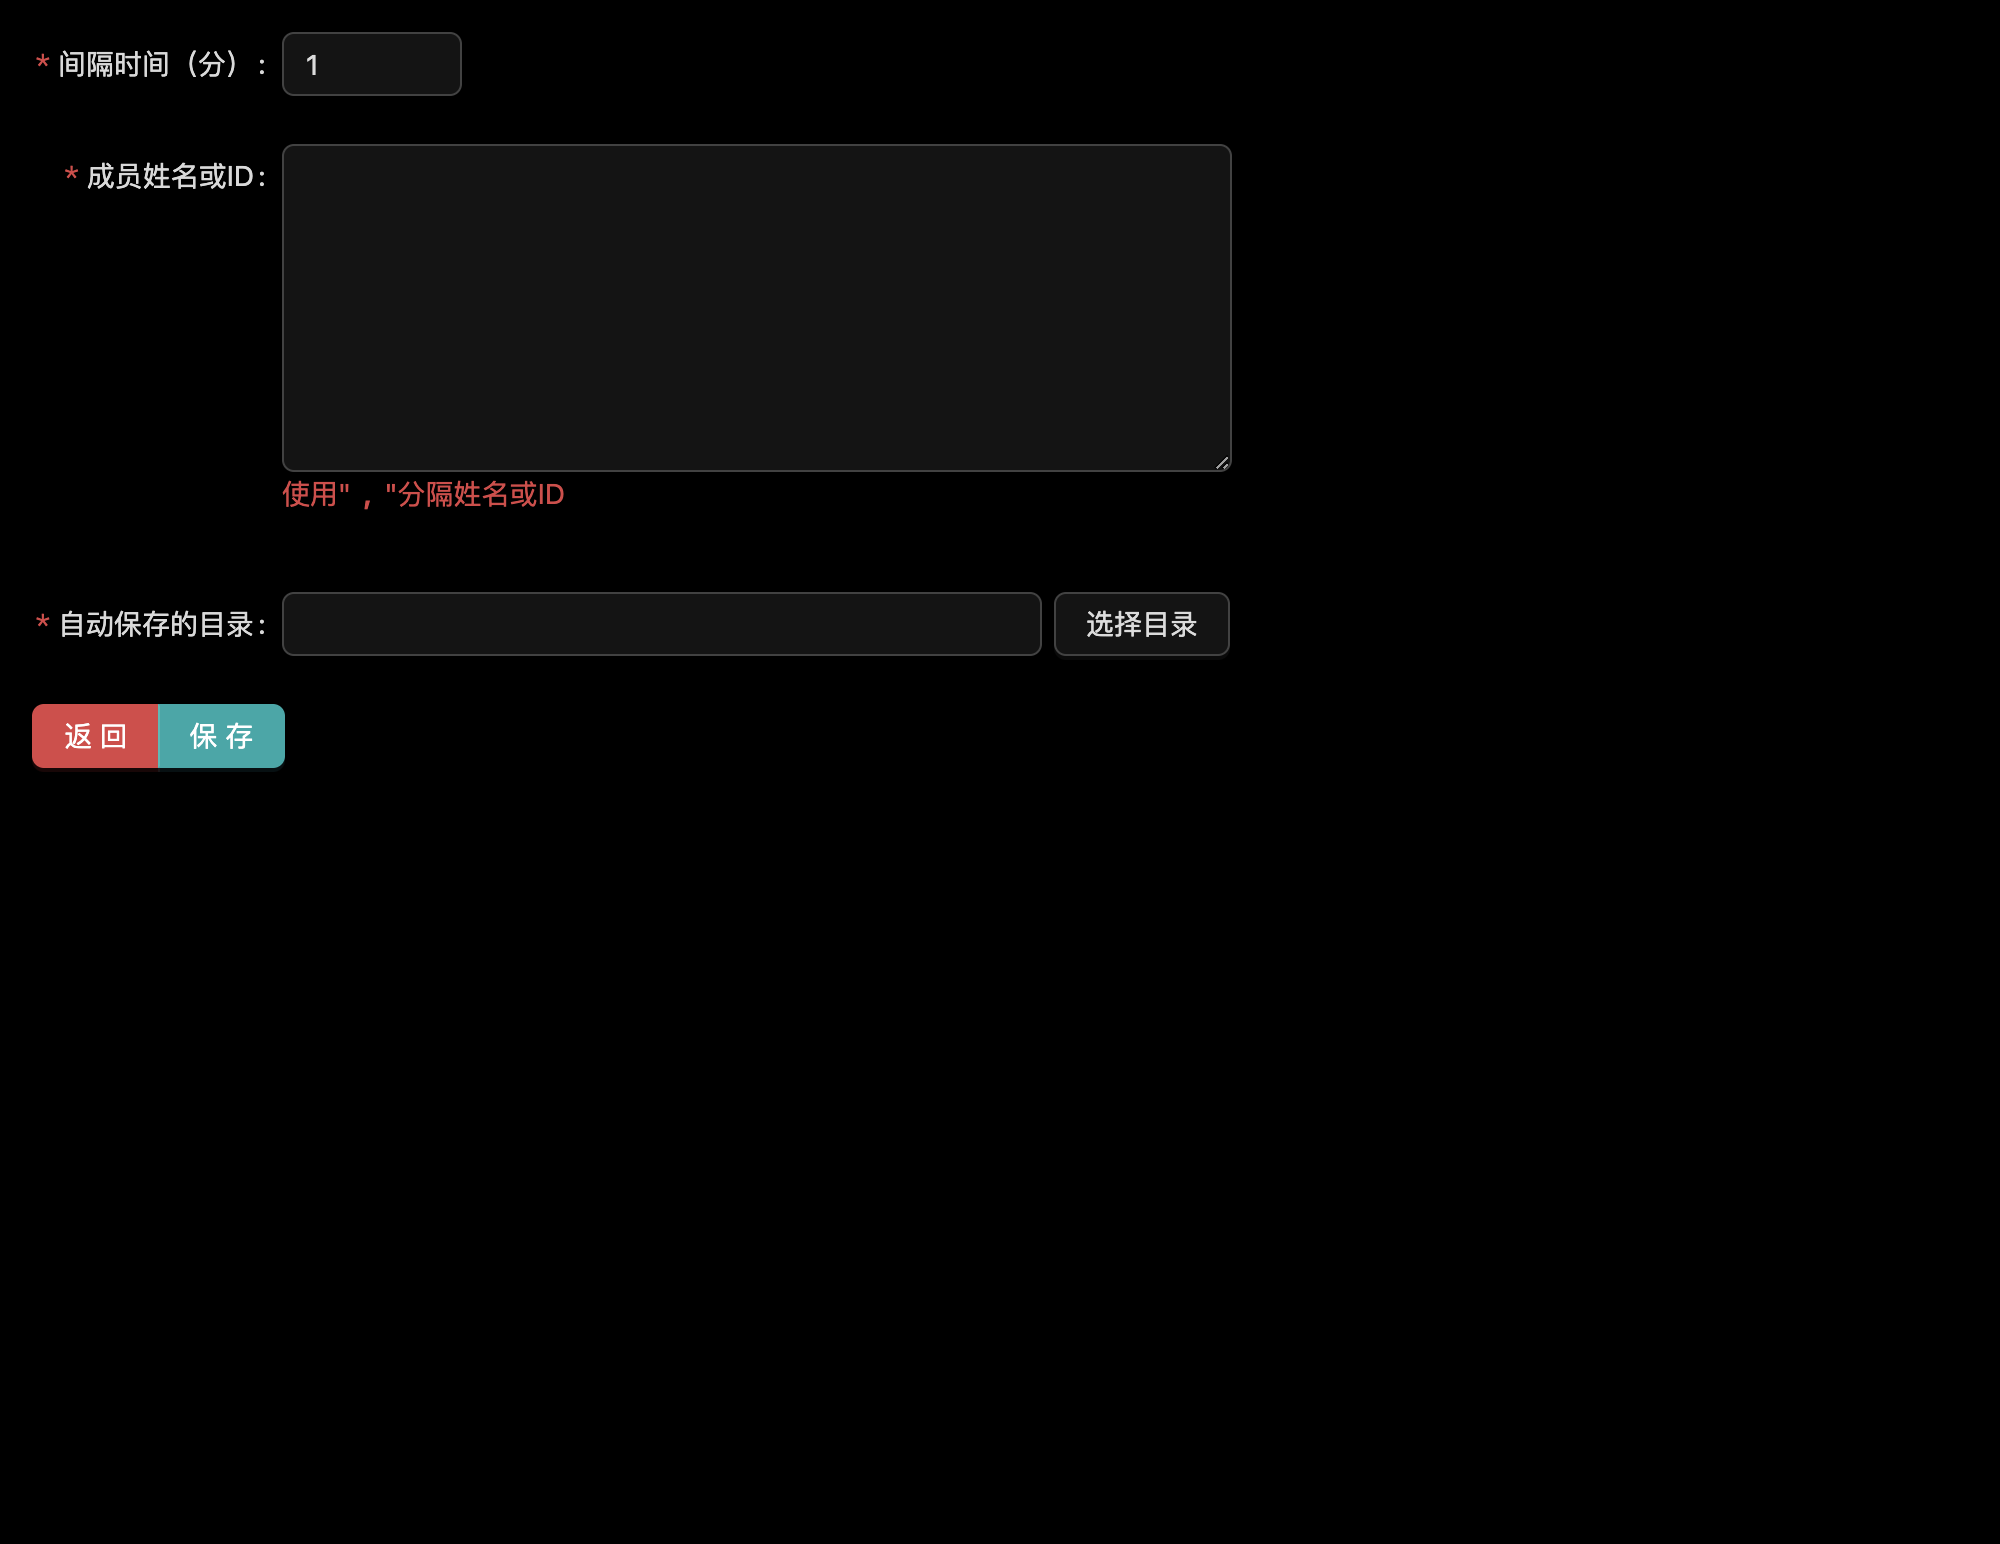 * 间隔时间（分）: 1
* 成员姓名或ID:
使用"，"分隔姓名或ID
* 自动保存的目录: 选择目录
返 回 保 存